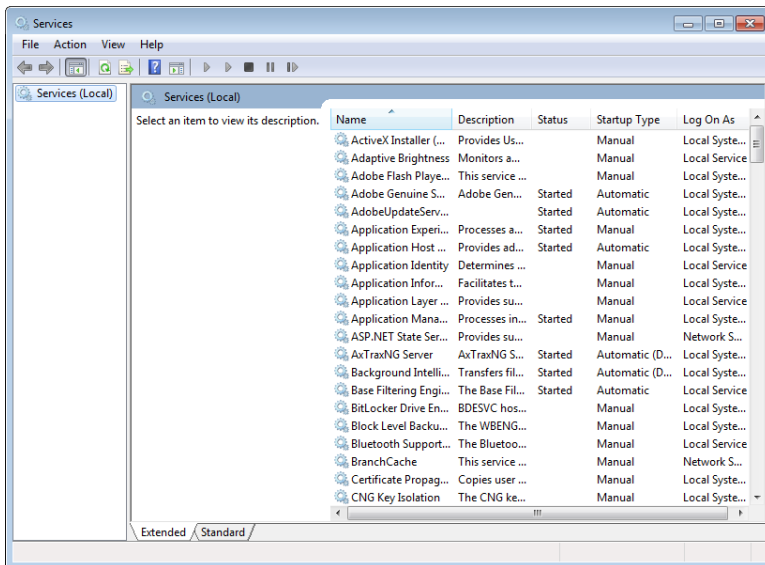 Services
File Action View Help
Services (Local)
Services (Local)
Select an item to view its description.
Name Description Status Startup Type Log On As
ActiveX Installer (... Provides Us... Manual Local Syste...
Adaptive Brightness Monitors a... Manual Local Service
Adobe Flash Playe... This service ... Manual Local Syste...
Adobe Genuine S... Adobe Gen... Started Automatic Local Syste...
AdobeUpdateServ... Started Automatic Local Syste...
Application Experi... Processes a... Started Manual Local Syste...
Application Host ... Provides ad... Started Automatic Local Syste...
Application Identity Determines ... Manual Local Service
Application Infor... Facilitates t... Manual Local Syste...
Application Layer ... Provides su... Manual Local Service
Application Mana... Processes in... Started Manual Local Syste...
ASP.NET State Ser... Provides su... Manual Network S...
AxTraxNG Server AxTraxNG S... Started Automatic (D... Local Syste...
Background Intelli... Transfers fil... Started Automatic (D... Local Syste...
Base Filtering Engi... The Base Fil... Started Automatic Local Service
BitLocker Drive En... BDESVC hos... Manual Local Syste...
Block Level Backu... The WBENG... Manual Local Syste...
Bluetooth Support... The Bluetoo... Manual Local Service
BranchCache This service ... Manual Network S...
Certificate Propag... Copies user ... Manual Local Syste...
CNG Key Isolation The CNG ke... Manual Local Syste...
Extended Standard